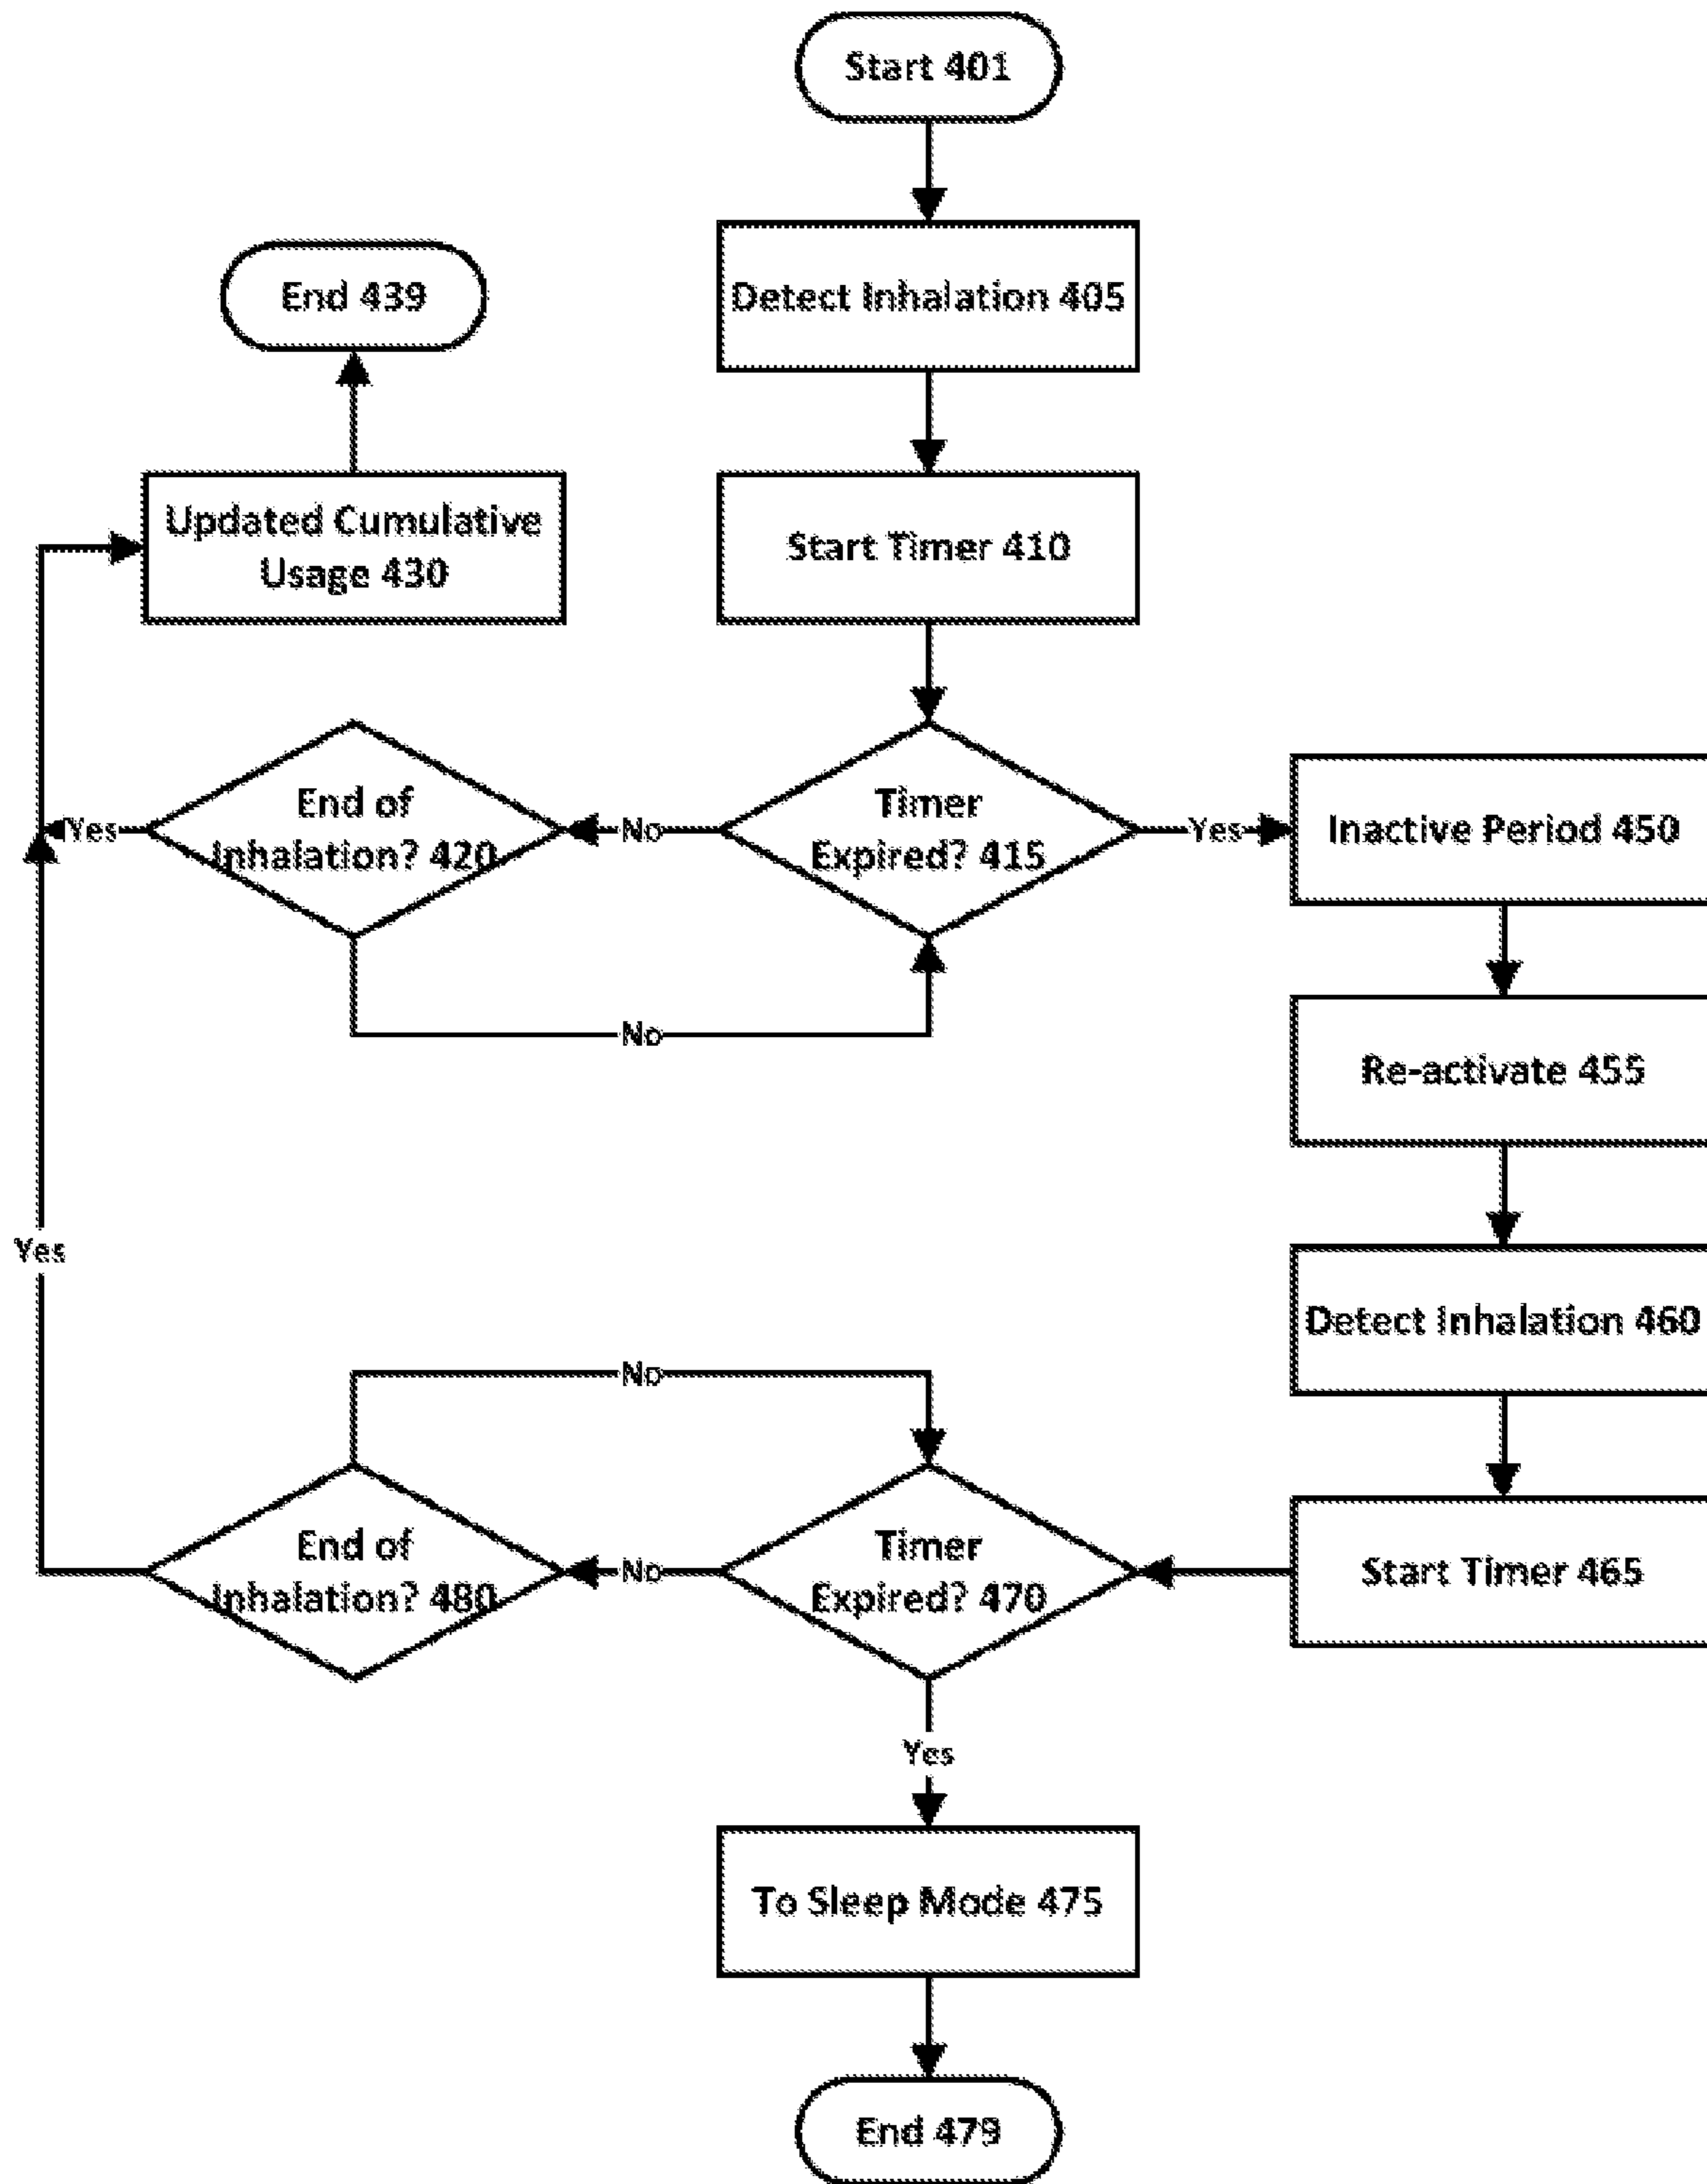 Start 401
Detect Inhalation 405
End 439
Updated Cumulative
Usage 430
Start Timer 410
End of
Inhalation? 420
Timer
Expired? 415
Yes
No
Yes
Inactive Period 450
No
Re-activate 455
Yes
Detect Inhalation 460
No
End of
Inhalation? 480
No
Timer
Expired? 470
Start Timer 465
Yes
To Sleep Mode 475
End 479